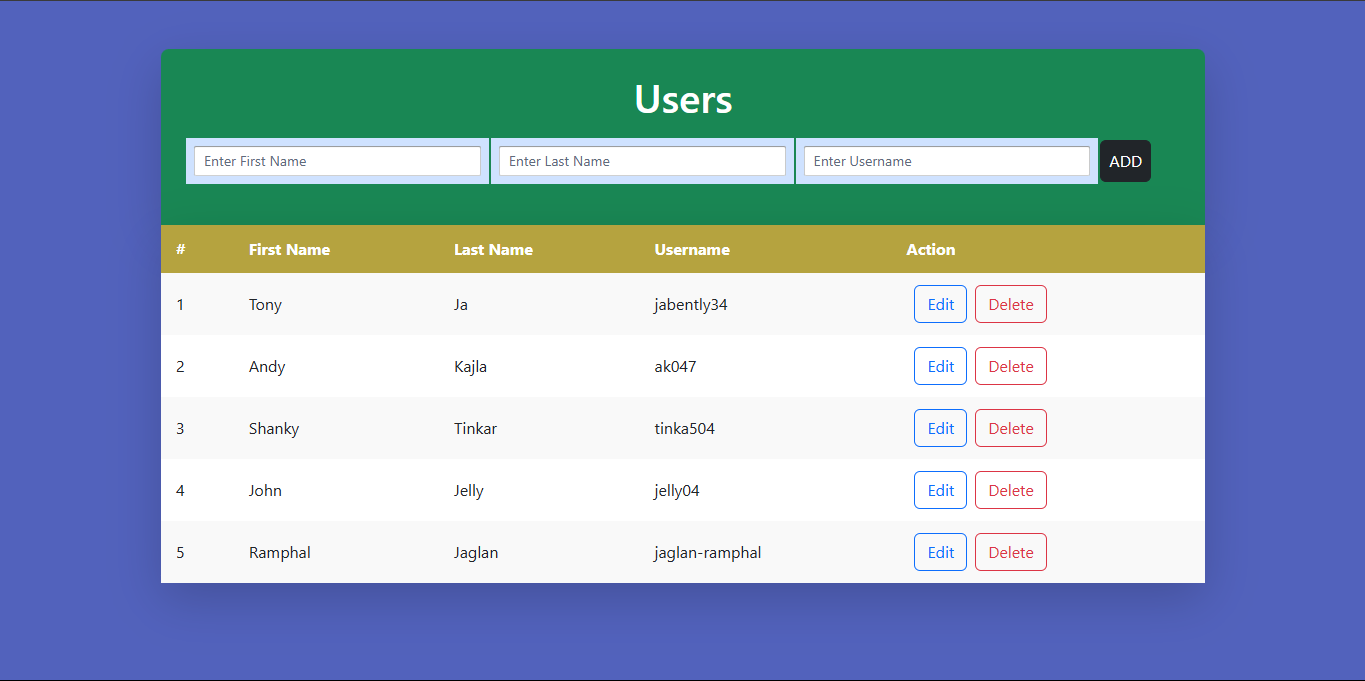 Users
Enter First Name Enter Last Name Enter Username ADD
# First Name Last Name Username Action
1 Tony Ja jabently34 Edit Delete
2 Andy Kajla ak047 Edit Delete
3 Shanky Tinkar tinka504 Edit Delete
4 John Jelly jelly04 Edit Delete
5 Ramphal Jaglan jaglan-ramphal Edit Delete